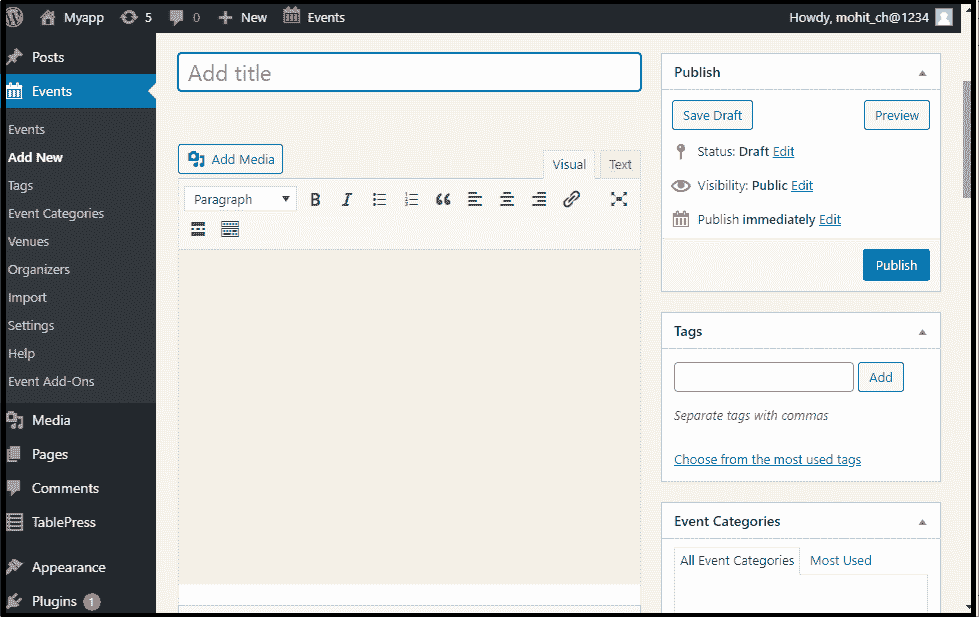 Myapp 5 0 New Events Howdy, mohit_ch@1234
Posts
Events
Events
Add New
Tags
Event Categories
Venues
Organizers
Import
Settings
Help
Event Add-Ons
Media
Pages
Comments
TablePress
Appearance
Plugins 1
Add title
Add Media
Visual Text
Paragraph B I
Publish
Save Draft Preview
Status: Draft Edit
Visibility: Public Edit
Publish immediately Edit
Publish
Tags
Add
Separate tags with commas
Choose from the most used tags
Event Categories
All Event Categories Most Used